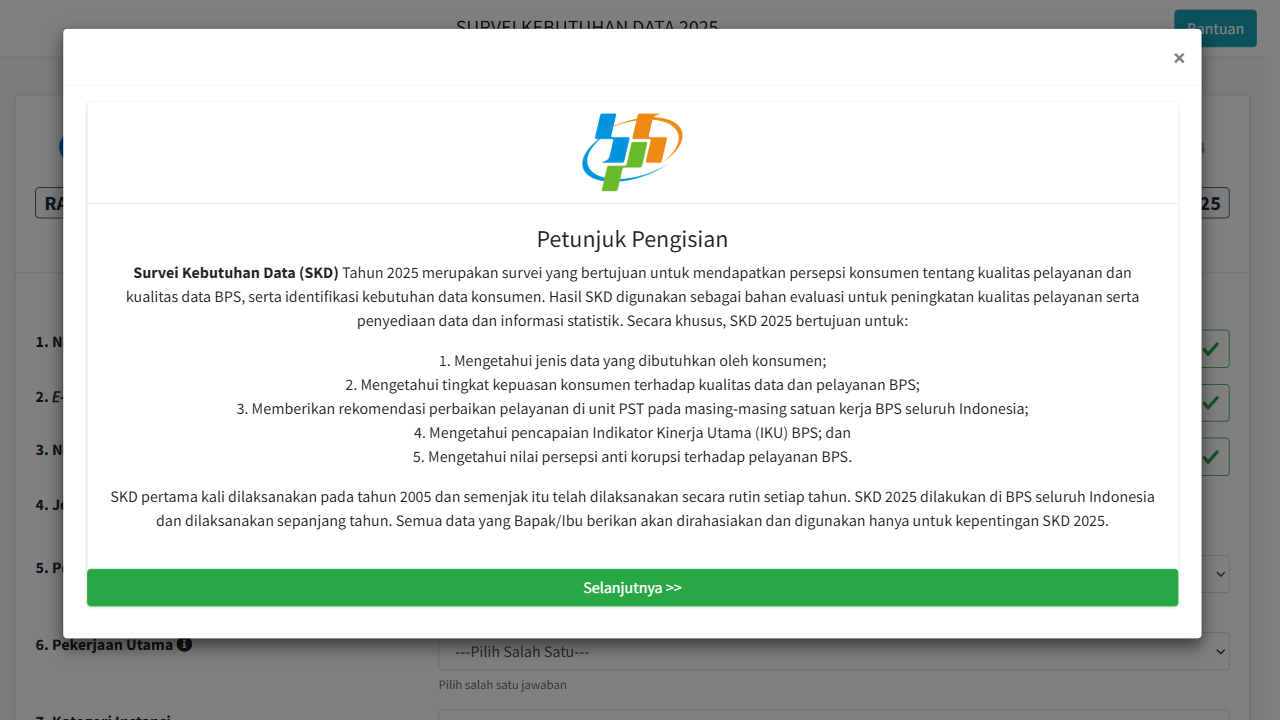 SURVEI KEBUTUHAN DATA 2025
Bantuan
×
RA
25
Petunjuk Pengisian
Survei Kebutuhan Data (SKD) Tahun 2025 merupakan survei yang bertujuan untuk mendapatkan persepsi konsumen tentang kualitas pelayanan dan
kualitas data BPS, serta identifikasi kebutuhan data konsumen. Hasil SKD digunakan sebagai bahan evaluasi untuk peningkatan kualitas pelayanan serta
penyediaan data dan informasi statistik. Secara khusus, SKD 2025 bertujuan untuk:
1. Mengetahui jenis data yang dibutuhkan oleh konsumen;
2. Mengetahui tingkat kepuasan konsumen terhadap kualitas data dan pelayanan BPS;
3. Memberikan rekomendasi perbaikan pelayanan di unit PST pada masing-masing satuan kerja BPS seluruh Indonesia;
4. Mengetahui pencapaian Indikator Kinerja Utama (IKU) BPS; dan
5. Mengetahui nilai persepsi anti korupsi terhadap pelayanan BPS.
SKD pertama kali dilaksanakan pada tahun 2005 dan semenjak itu telah dilaksanakan secara rutin setiap tahun. SKD 2025 dilakukan di BPS seluruh Indonesia
dan dilaksanakan sepanjang tahun. Semua data yang Bapak/Ibu berikan akan dirahasiakan dan digunakan hanya untuk kepentingan SKD 2025.
Selanjutnya >>
1. N
2. E-
3. N
4. Je
5. P
6. Pekerjaan Utama
---Pilih Salah Satu---
Pilih salah satu jawaban
7. Kategori Instansi